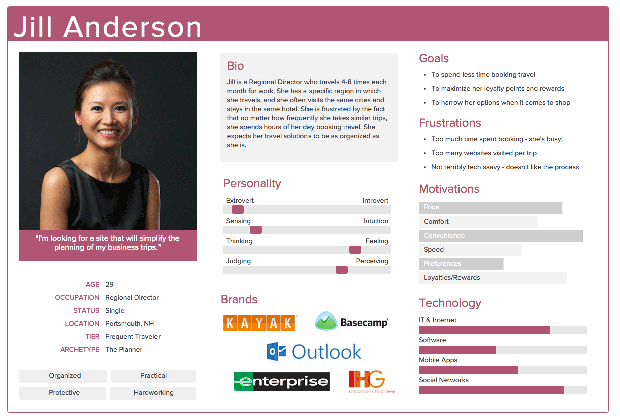 Jill Anderson
"I'm looking for a site that will simplify the
planning of my business trips."
AGE 29
OCCUPATION Regional Director
STATUS Single
LOCATION Portsmouth, NH
TIER Frequent Traveler
ARCHETYPE The Planner
Organized Practical
Protective Hardworking
Bio
Jill is a Regional Director who travels 4-8 times each
month for work. She has a specific region in which
she travels, and she often visits the same cities and
stays in the same hotel. She is frustrated by the fact
that no matter how frequently she takes similar trips,
she spends hours of her day booking travel. She
expects her travel solutions to be as organized as
she is.
Personality
Extrovert Introvert
Sensing Intuition
Thinking Feeling
Judging Perceiving
Brands
KAYAK
Basecamp
Outlook
enterprise
IHG
Goals
To spend less time booking travel
To maximize her loyalty points and rewards
To narrow her options when it comes to shop
Frustrations
Too much time spent booking - she's busy!
Too many websites visited per trip
Not terribly tech savvy - doesn't like the process
Motivations
Price
Comfort
Convenience
Speed
Preferences
Loyalties/Rewards
Technology
IT & Internet
Software
Mobile Apps
Social Networks